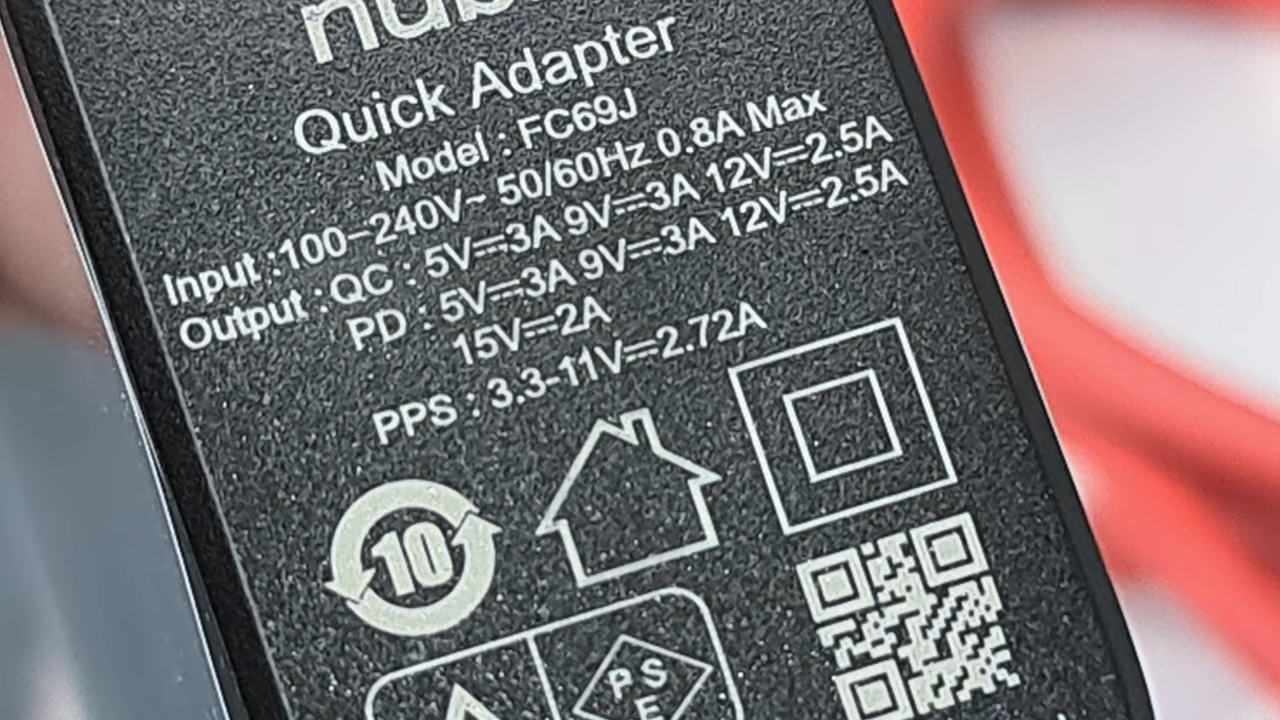 Quick Adapter
Model : FC69J
Input :100-240V~ 50/60Hz 0.8A Max
Output : QC : 5V⎓3A 9V⎓3A 12V⎓2.5A
PD : 5V⎓3A 9V⎓3A 12V⎓2.5A
15V⎓2A
PPS : 3.3-11V⎓2.72A
10
PS
E